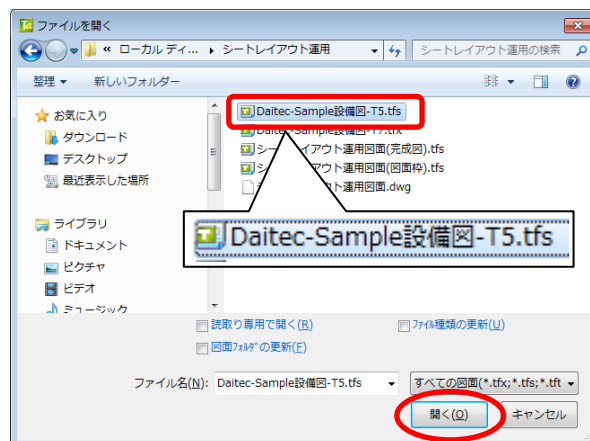 ファイルを開く
« ローカル ディ... ▸ シートレイアウト運用
シートレイアウト運用の検索
整理 ▼ 新しいフォルダー
お気に入り
ダウンロード
デスクトップ
最近表示した場所
ライブラリ
ドキュメント
ピクチャ
ビデオ
ミュージック
Daitec-Sample設備図-T5.tfs
Daitec-Sample設備図-T7.tfx
シートレイアウト運用図面(完成図).tfs
シートレイアウト運用図面(図面枠).tfs
ト運用図面.dwg
Daitec-Sample設備図-T5.tfs
読取り専用で開く(R)
ファイル種類の更新(U)
図面フォルダの更新(F)
ファイル名(N): Daitec-Sample設備図-T5.tfs
すべての図面(*.tfx;*.tfs;*.tft
開く(O)
キャンセル